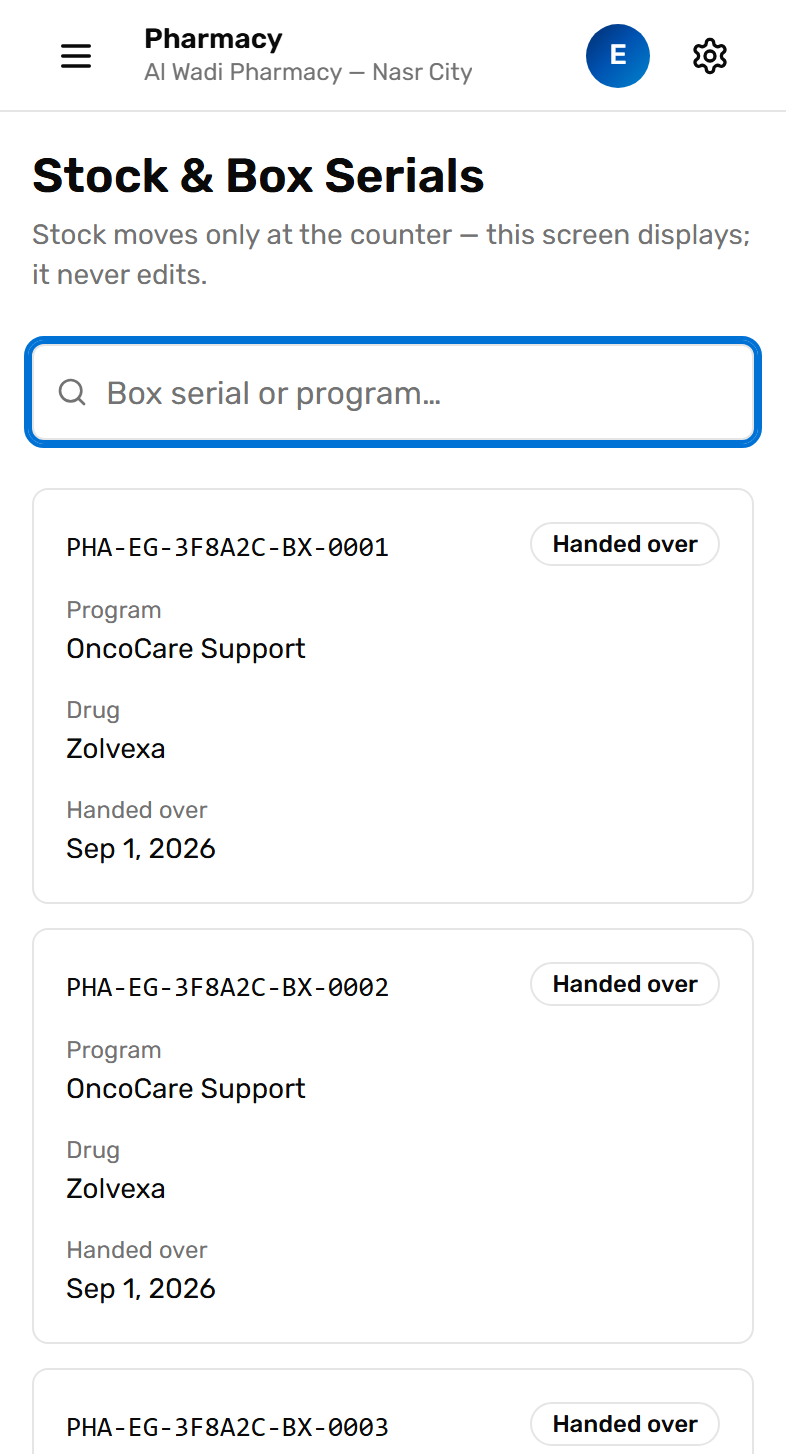 Pharmacy
Al Wadi Pharmacy — Nasr City
E
Stock & Box Serials
Stock moves only at the counter — this screen displays;
it never edits.
Box serial or program…
PHA-EG-3F8A2C-BX-0001
Handed over
Program
OncoCare Support
Drug
Zolvexa
Handed over
Sep 1, 2026
PHA-EG-3F8A2C-BX-0002
Handed over
Program
OncoCare Support
Drug
Zolvexa
Handed over
Sep 1, 2026
PHA-EG-3F8A2C-BX-0003
Handed over